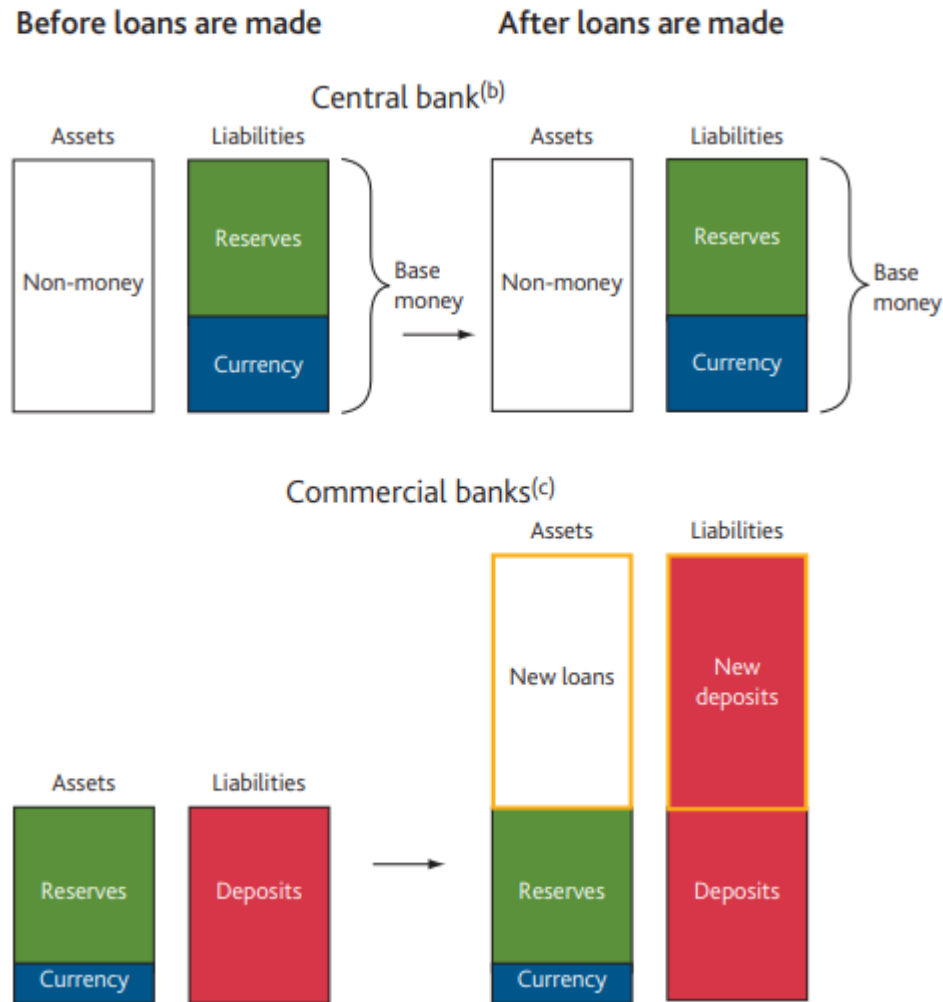 Before loans are made
After loans are made
Central bank(b)
Assets
Liabilities
Assets
Liabilities
Non-money
Reserves
Currency
Base
money
Non-money
Reserves
Currency
Base
money
Commercial banks(c)
Assets
Liabilities
New loans
New
deposits
Assets
Liabilities
Reserves
Deposits
Currency
Reserves
Deposits
Currency